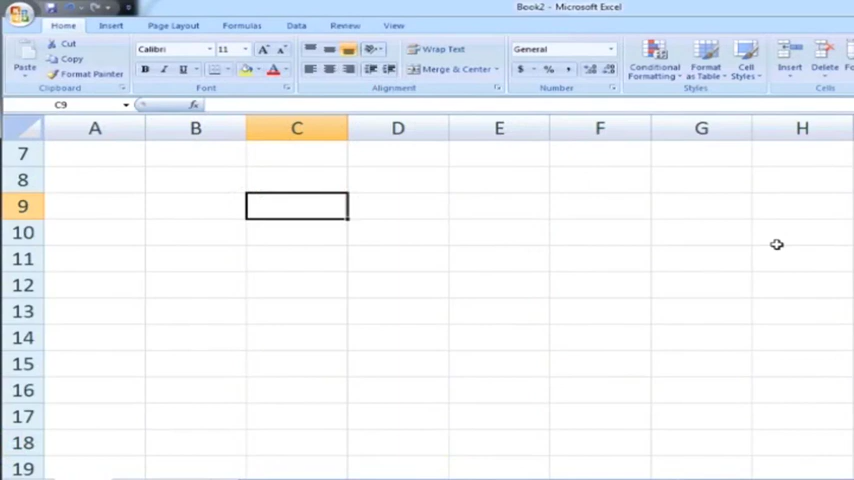 Book2 - Microsoft Excel
Home Insert Page Layout Formulas Data Review View
Cut
Copy
Format Painter
Paste
Clipboard
Calibri 11
B I U
Font
Wrap Text
Merge & Center
Alignment
General
$ % ,
Number
Conditional Formatting
Format as Table
Cell Styles
Styles
Insert Delete
Cells
C9 fx
A B C D E F G H
7
8
9
10
11
12
13
14
15
16
17
18
19